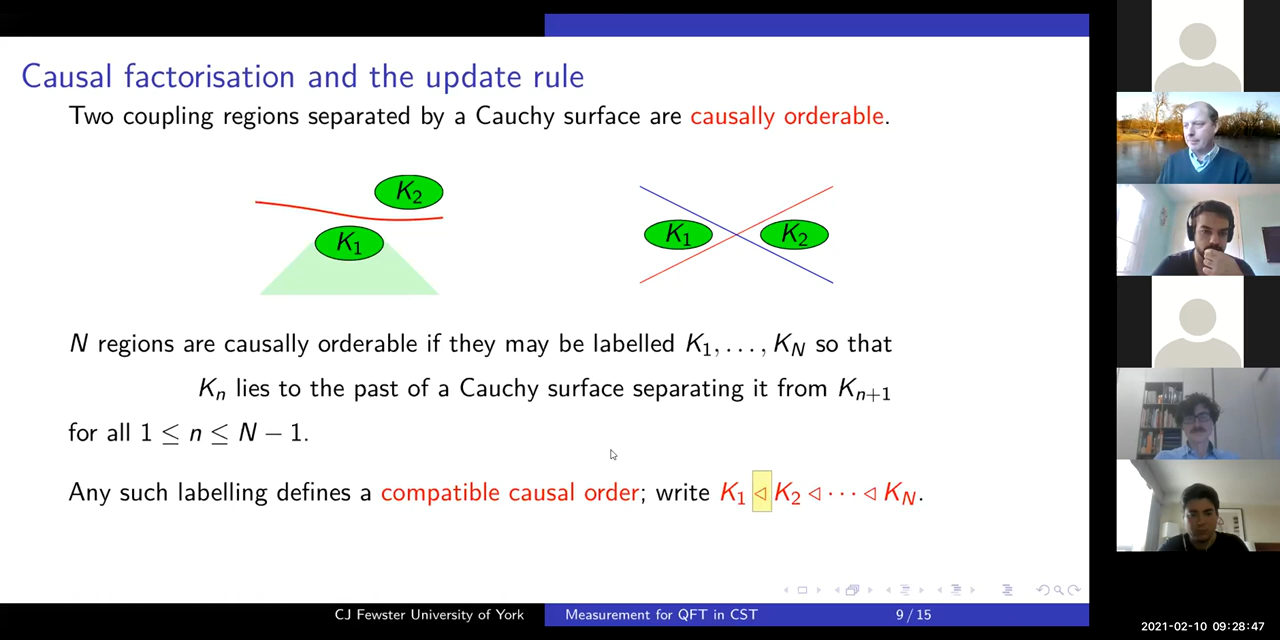 Causal factorisation and the update rule
Two coupling regions separated by a Cauchy surface are causally orderable.
K₂
K₁
K₁
K₂
N regions are causally orderable if they may be labelled K₁, . . . , K_N so that
Kₙ lies to the past of a Cauchy surface separating it from Kₙ₊₁
for all 1 ≤ n ≤ N − 1.
Any such labelling defines a compatible causal order; write K₁ ◁ K₂ ◁ · · · ◁ K_N.
CJ Fewster University of York
Measurement for QFT in CST
9 / 15
2021-02-10 09:28:47